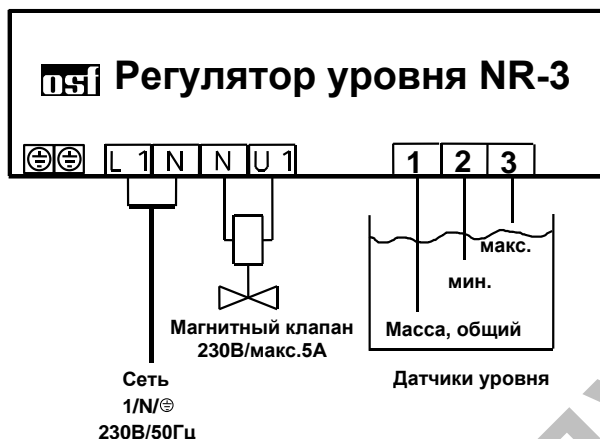 osf Регулятор уровня NR-3
L 1 N N U 1 1 2 3
макс.
мин.
Магнитный клапан
230В/макс.5А
Масса, общий
Сеть
1/N/⏚
230В/50Гц
Датчики уровня